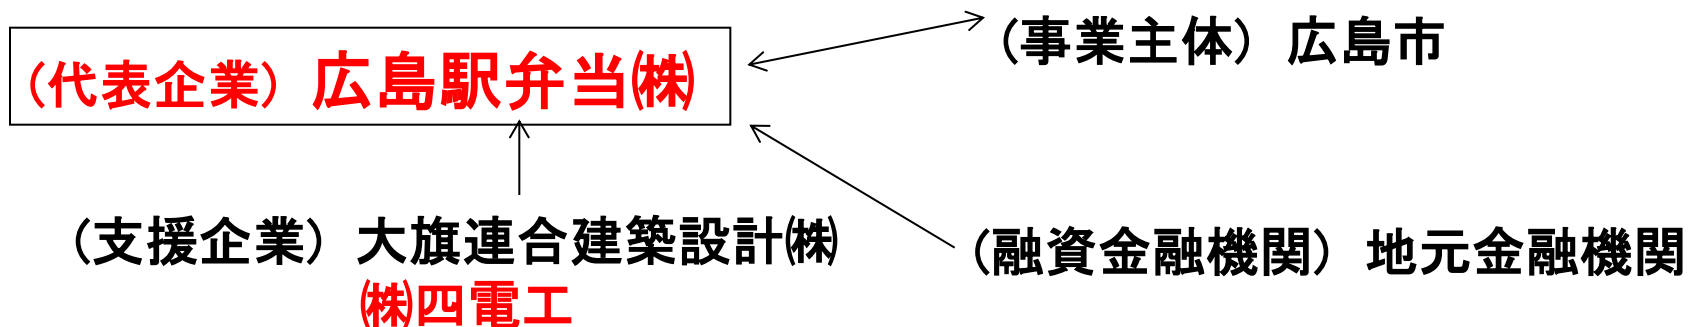 （事業主体）広島市
（代表企業）広島駅弁当㈱
（支援企業）大旗連合建築設計㈱
㈱四電工
（融資金融機関）地元金融機関